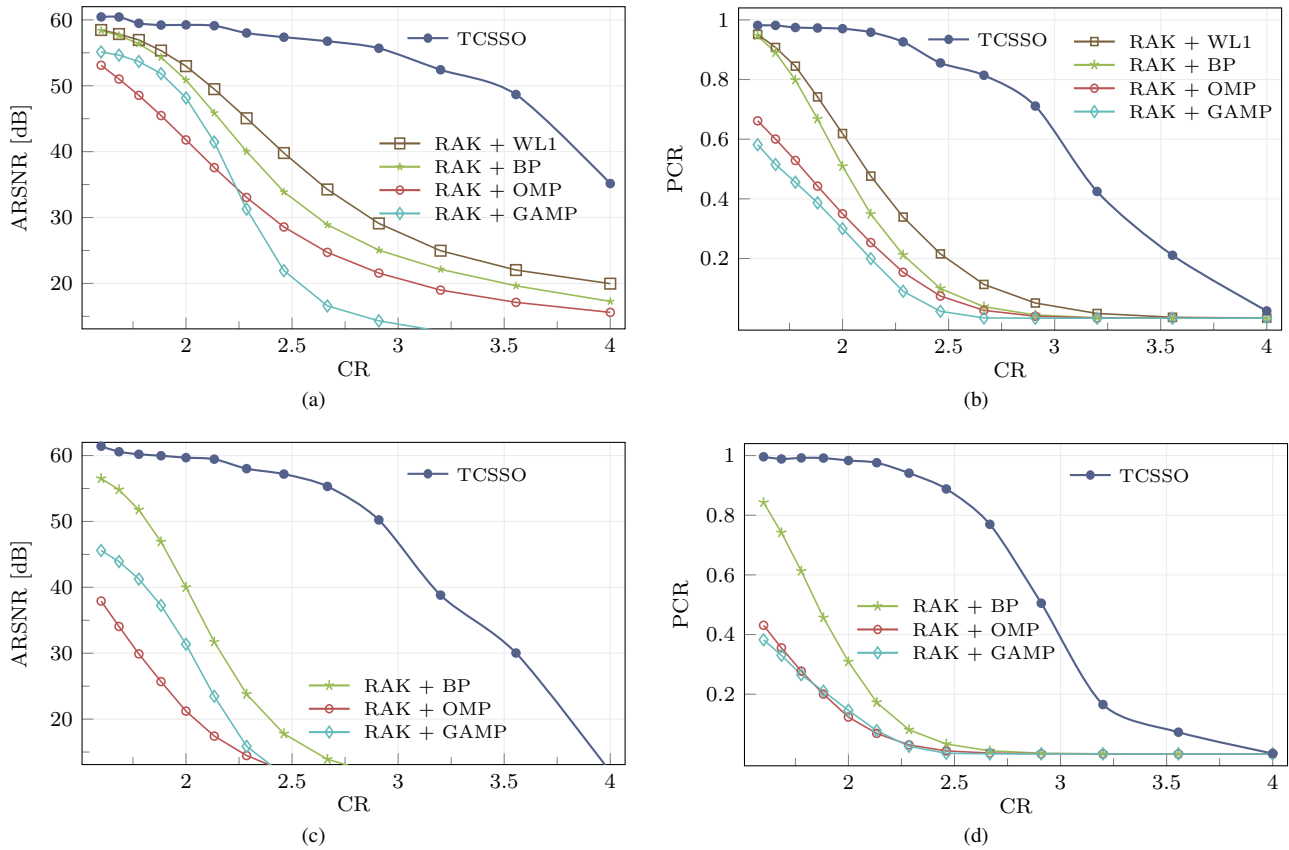 60
50
40
30
20
ARSNR [dB]
TCSSO
RAK + WL1
RAK + BP
RAK + OMP
RAK + GAMP
2
2.5
3
3.5
4
CR
(a)
1
0.8
0.6
0.4
0.2
PCR
TCSSO
RAK + WL1
RAK + BP
RAK + OMP
RAK + GAMP
2
2.5
3
3.5
4
CR
(b)
60
50
40
30
20
ARSNR [dB]
TCSSO
RAK + BP
RAK + OMP
RAK + GAMP
2
2.5
3
3.5
4
CR
(c)
1
0.8
0.6
0.4
0.2
PCR
TCSSO
RAK + BP
RAK + OMP
RAK + GAMP
2
2.5
3
3.5
4
CR
(d)